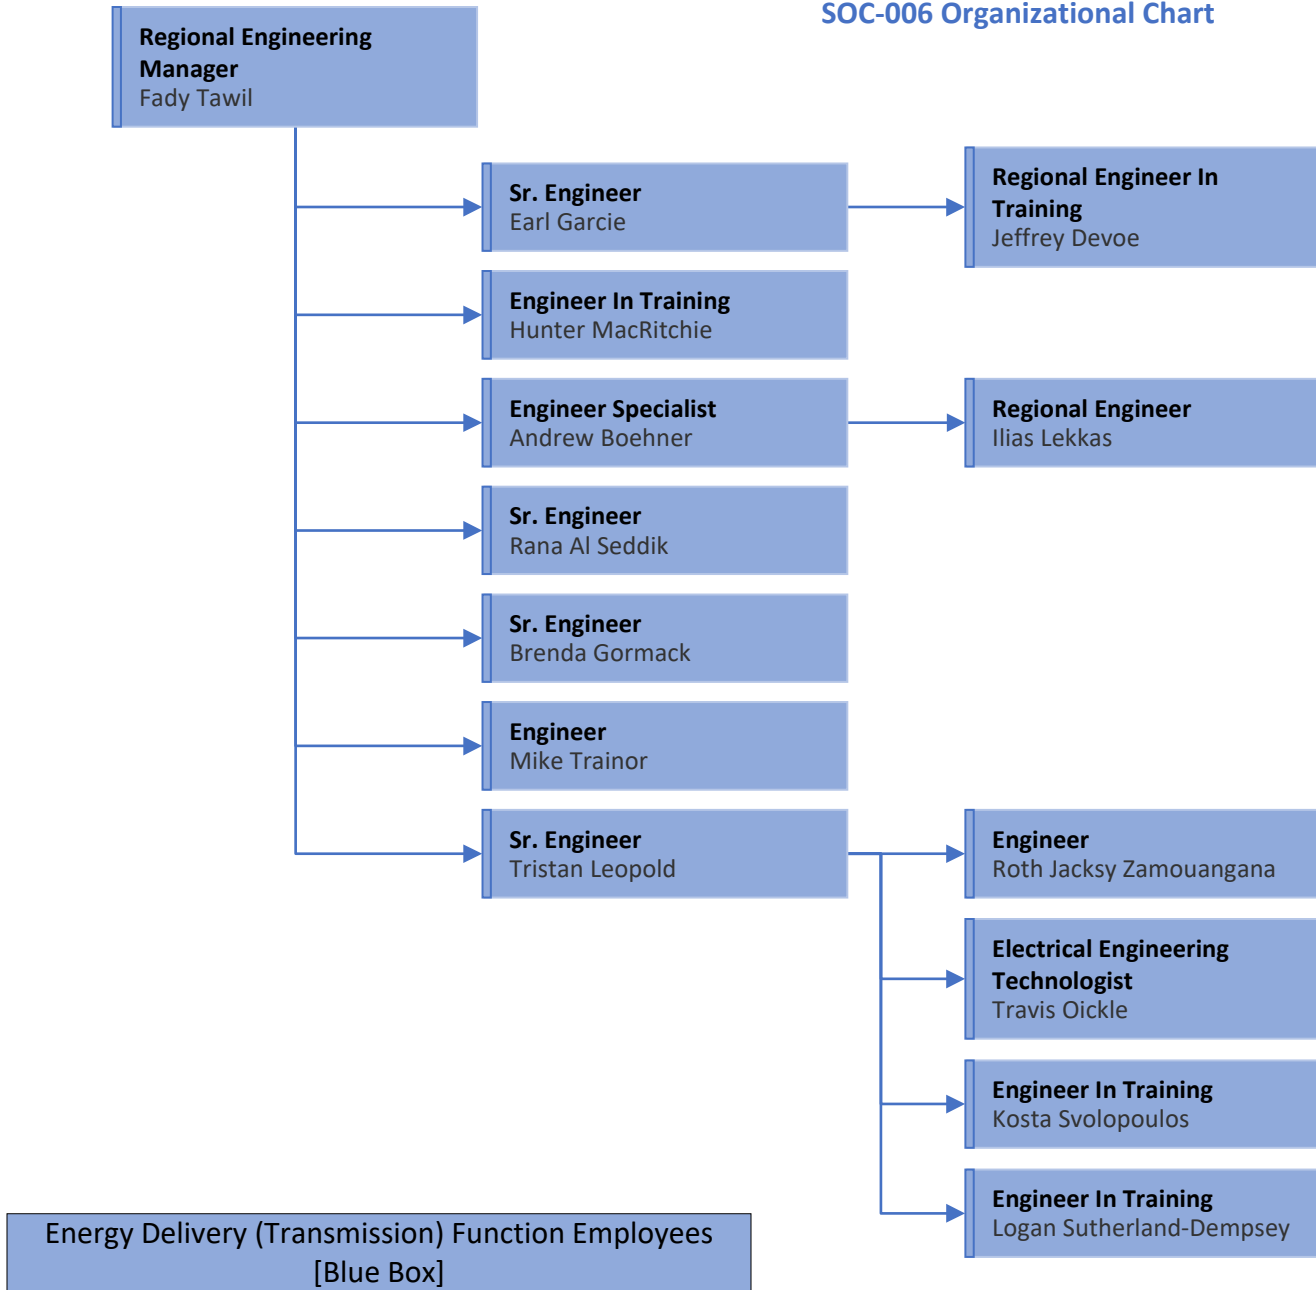 SOC-006 Organizational Chart
Regional Engineering
Manager
Fady Tawil
Sr. Engineer
Earl Garcie
Regional Engineer In
Training
Jeffrey Devoe
Engineer In Training
Hunter MacRitchie
Engineer Specialist
Andrew Boehner
Regional Engineer
Ilias Lekkas
Sr. Engineer
Rana Al Seddik
Sr. Engineer
Brenda Gormack
Engineer
Mike Trainor
Sr. Engineer
Tristan Leopold
Engineer
Roth Jacksy Zamouangana
Electrical Engineering
Technologist
Travis Oickle
Engineer In Training
Kosta Svolopoulos
Engineer In Training
Logan Sutherland-Dempsey
Energy Delivery (Transmission) Function Employees
[Blue Box]